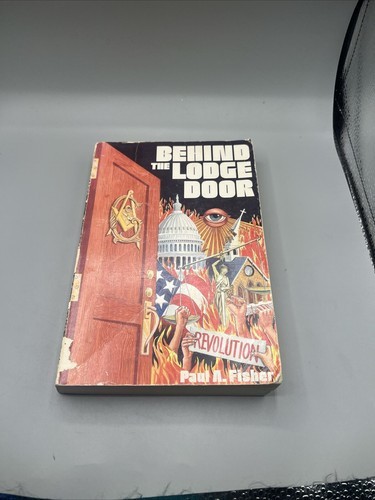 BEHIND
THE LODGE
DOOR
REVOLUTION
Paul A. Fisher